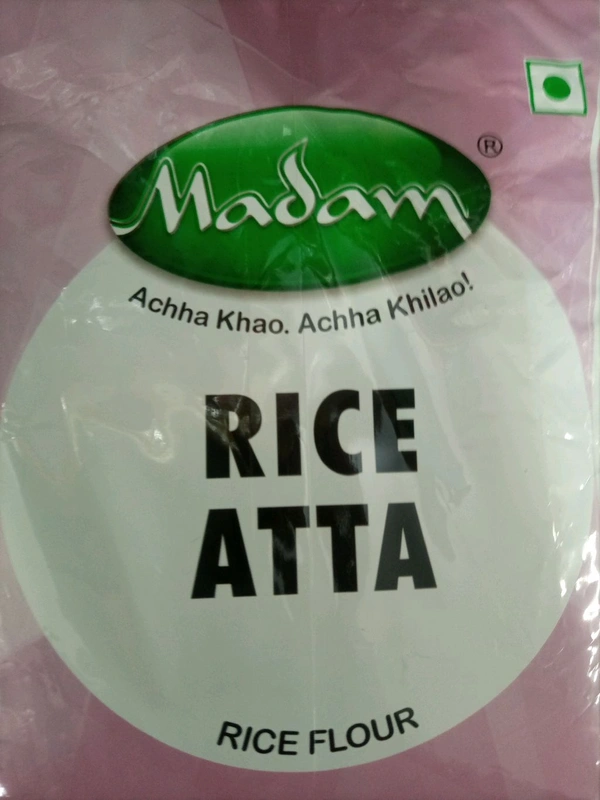 Madam ®
Achha Khao. Achha Khilao!
RICE
ATTA
RICE FLOUR